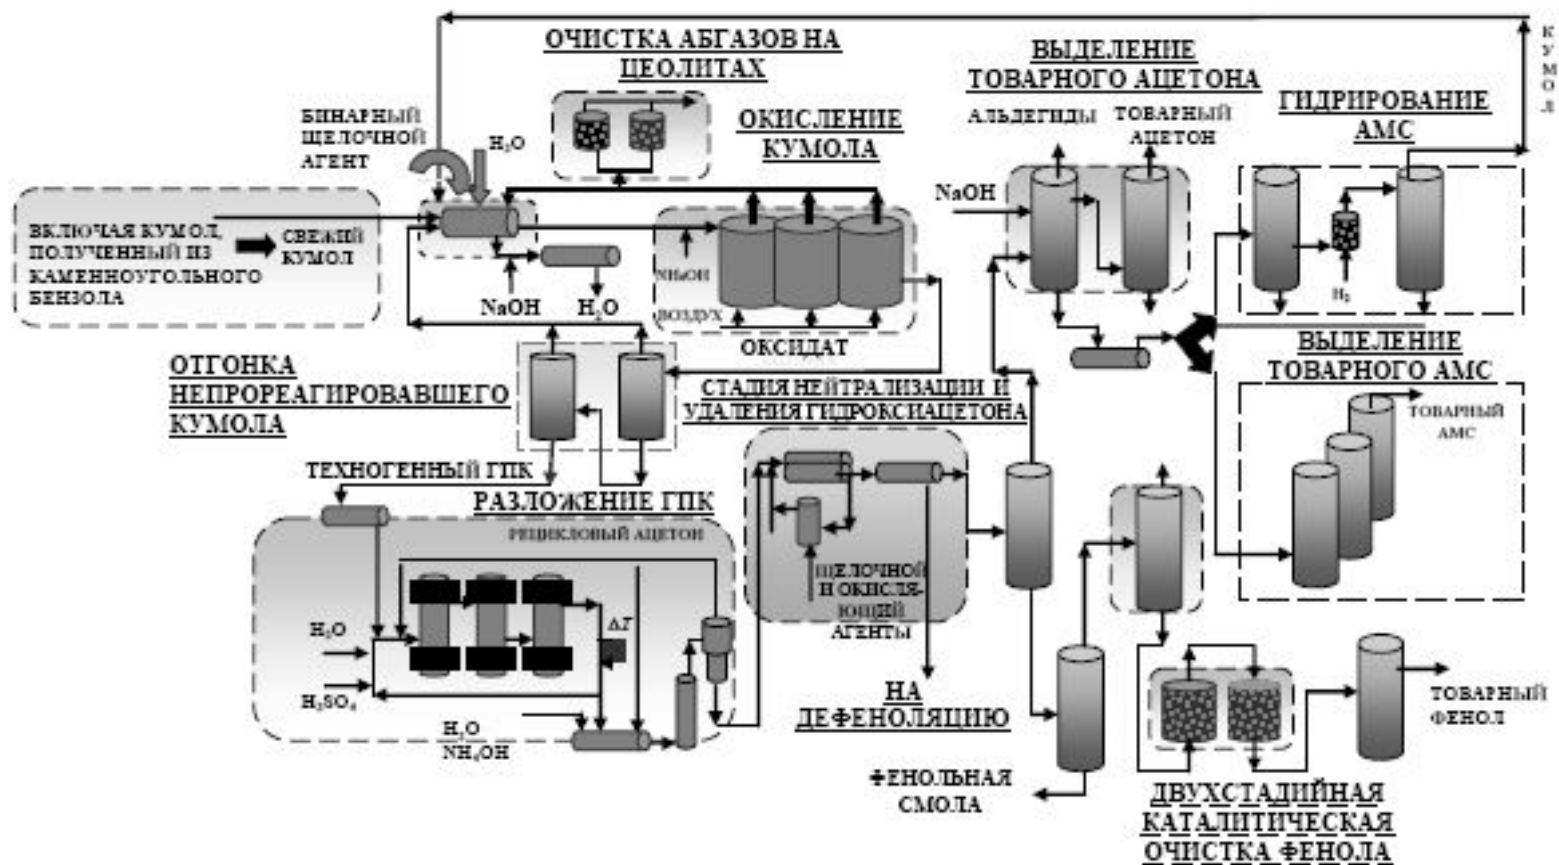 ОЧИСТКА АБГАЗОВ НА
ЦЕОЛИТАХ
ВЫДЕЛЕНИЕ
ТОВАРНОГО АЦЕТОНА
КУМОЛ
БИНАРНЫЙ
ЩЕЛОЧНОЙ
АГЕНТ
H₂O
ОКИСЛЕНИЕ
КУМОЛА
АЛЬДЕГИДЫ
ТОВАРНЫЙ
АЦЕТОН
ГИДРИРОВАНИЕ
АМС
NaOH
ВКЛЮЧАЯ КУМОЛ,
ПОЛУЧЕННЫЙ ИЗ
КАМЕННОУГОЛЬНОГО
БЕНЗОЛА
СВЕЖИЙ
КУМОЛ
NaOH
H₂O
NH₄OH
ВОЗДУХ
ОКСИДАТ
H₂
ОТГОНКА
НЕПРОРЕАГИРОВАВШЕГО
КУМОЛА
СТАДИЯ НЕЙТРАЛИЗАЦИИ И
УДАЛЕНИЯ ГИДРОКСИАЦЕТОНА
ВЫДЕЛЕНИЕ
ТОВАРНОГО АМС
ТОВАРНЫЙ
АМС
ТЕХНОГЕННЫЙ ГПК
РАЗЛОЖЕНИЕ ГПК
РЕЦИКЛОВЫЙ АЦЕТОН
ΔT
H₂O
H₂SO₄
H₂O
NH₄OH
ЩЕЛОЧНОЙ
И ОКИСЛЯ-
ЮЩИЙ
АГЕНТЫ
НА
ДЕФЕНОЛЯЦИЮ
ФЕНОЛЬНАЯ
СМОЛА
ТОВАРНЫЙ
ФЕНОЛ
ДВУХСТАДИЙНАЯ
КАТАЛИТИЧЕСКАЯ
ОЧИСТКА ФЕНОЛА